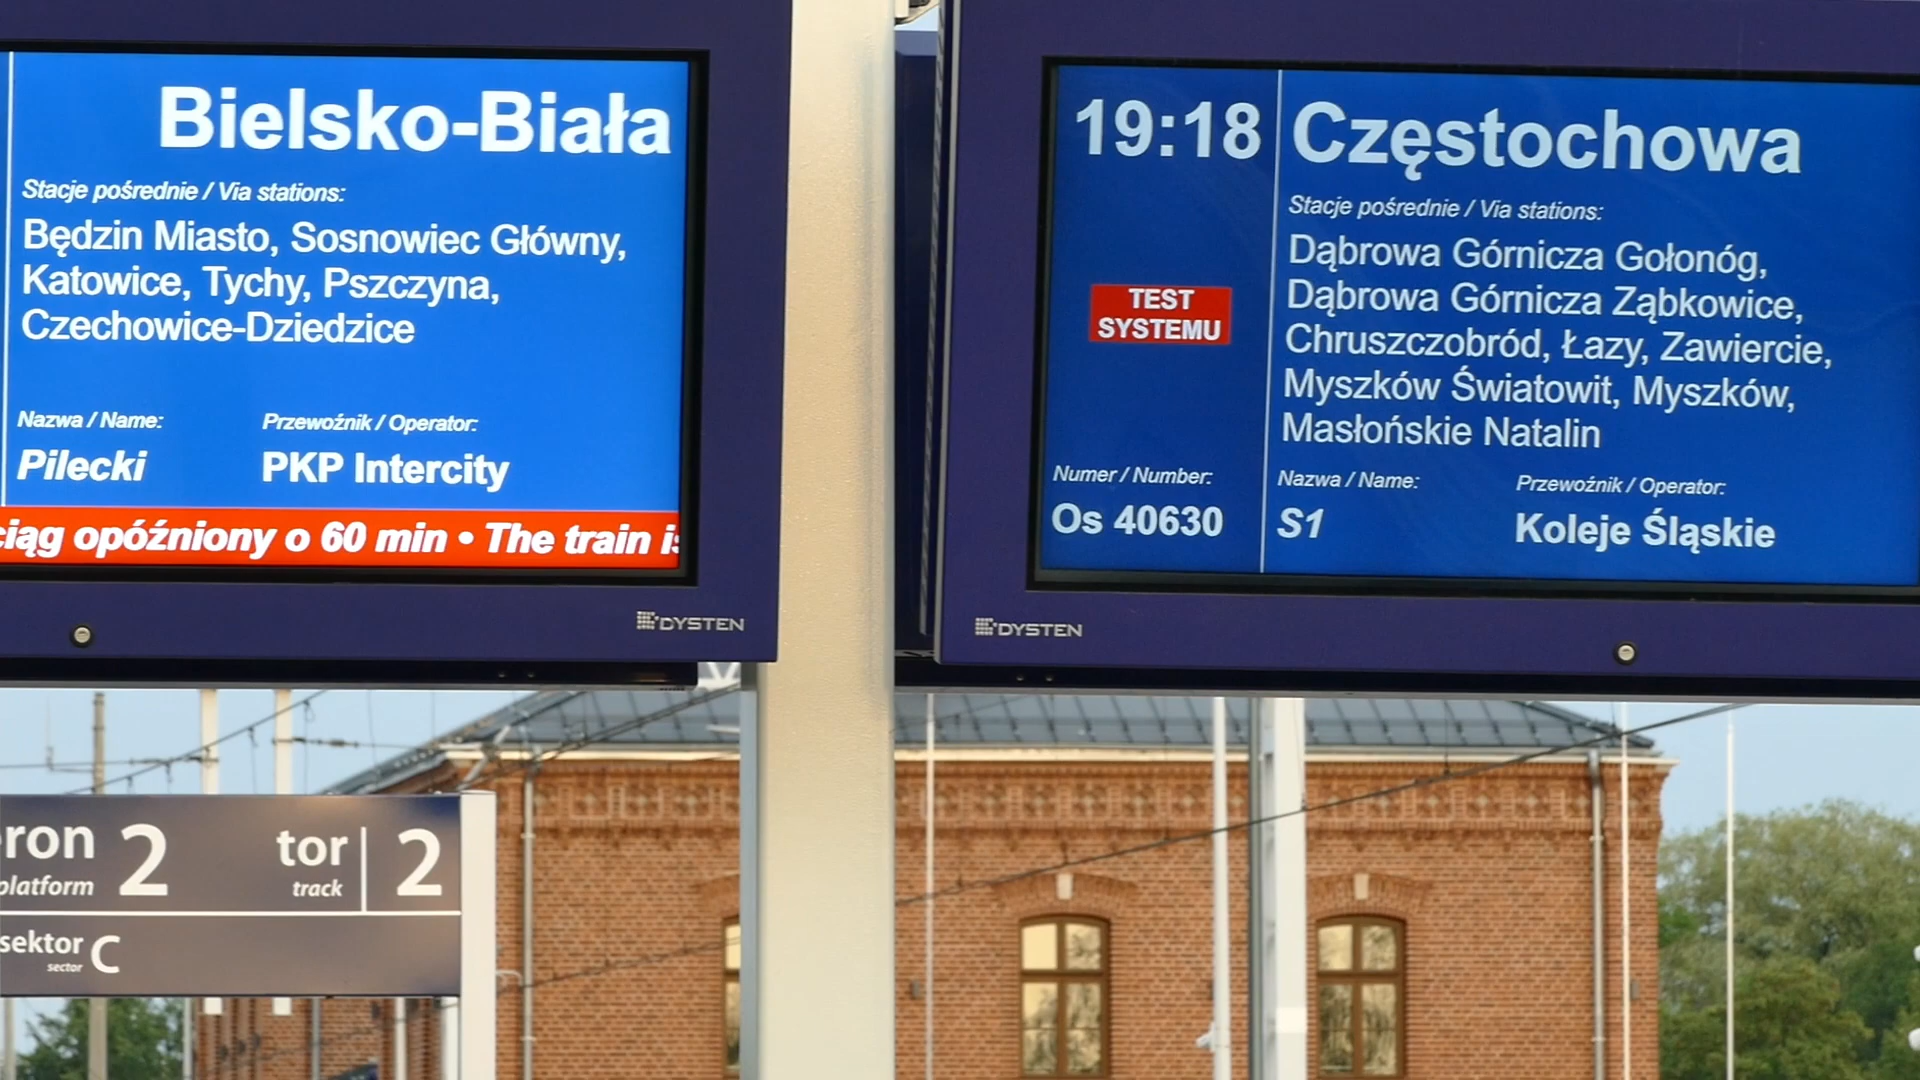 Bielsko-Biała
Stacje pośrednie / Via stations:
Będzin Miasto, Sosnowiec Główny,
Katowice, Tychy, Pszczyna,
Czechowice-Dziedzice
Nazwa / Name: Przewoźnik / Operator:
Pilecki PKP Intercity
opóźniony o 60 min • The train
DYSTEN
19:18 Częstochowa
Stacje pośrednie / Via stations:
Dąbrowa Górnicza Gołonóg,
Dąbrowa Górnicza Ząbkowice,
Chruszczobród, Łazy, Zawiercie,
Myszków Światowit, Myszków,
Masłońskie Natalin
TEST
SYSTEMU
Numer / Number: Nazwa / Name: Przewoźnik / Operator:
Os 40630 S1 Koleje Śląskie
DYSTEN
2 tor 2
platform track
sektor C
sector